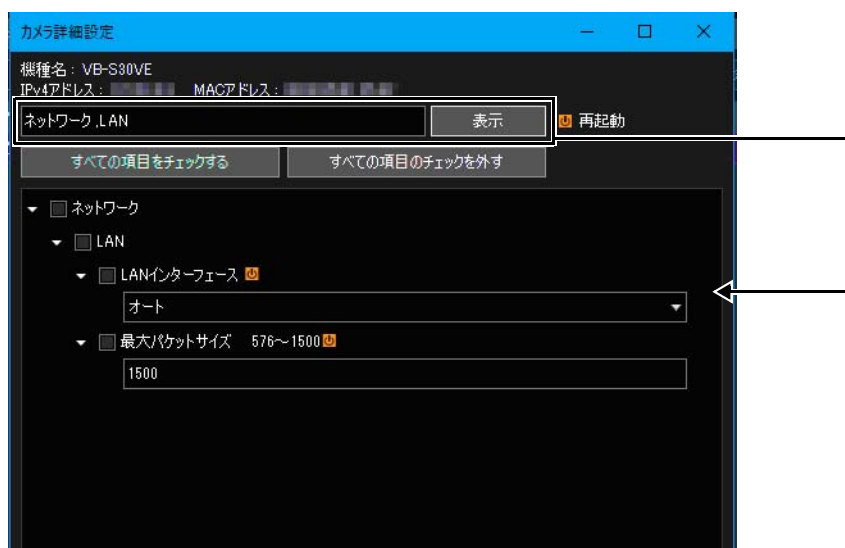 カメラ詳細設定
機種名 : VB-S30VE
IPv4アドレス : MACアドレス :
ネットワーク,LAN 表示 再起動
すべての項目をチェックする すべての項目のチェックを外す
ネットワーク
LAN
LANインターフェース
オート
最大パケットサイズ 576～1500
1500